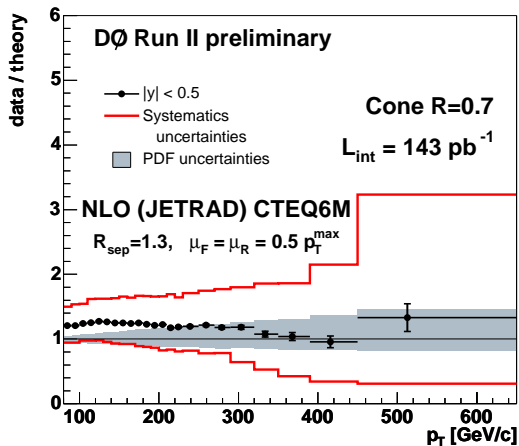 data / theory
DØ Run II preliminary
|y| < 0.5
Systematics
uncertainties
PDF uncertainties
Cone R=0.7
L_int = 143 pb^-1
NLO (JETRAD) CTEQ6M
R_sep=1.3, μ_F = μ_R = 0.5 p_T^max
6
5
4
3
2
1
0
100 200 300 400 500 600
p_T [GeV/c]